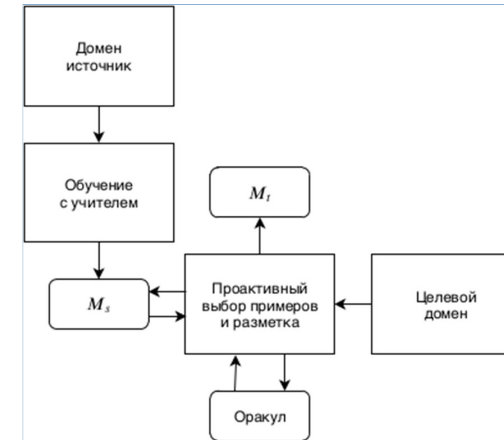 Домен
источник
Обучение
с учителем
M_t
M_s
Проактивный
выбор примеров
и разметка
Целевой
домен
Оракул